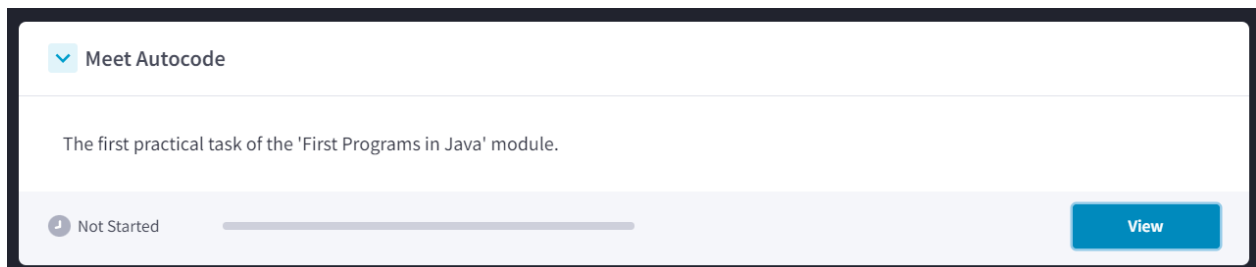 Meet Autocode
The first practical task of the 'First Programs in Java' module.
Not Started
View